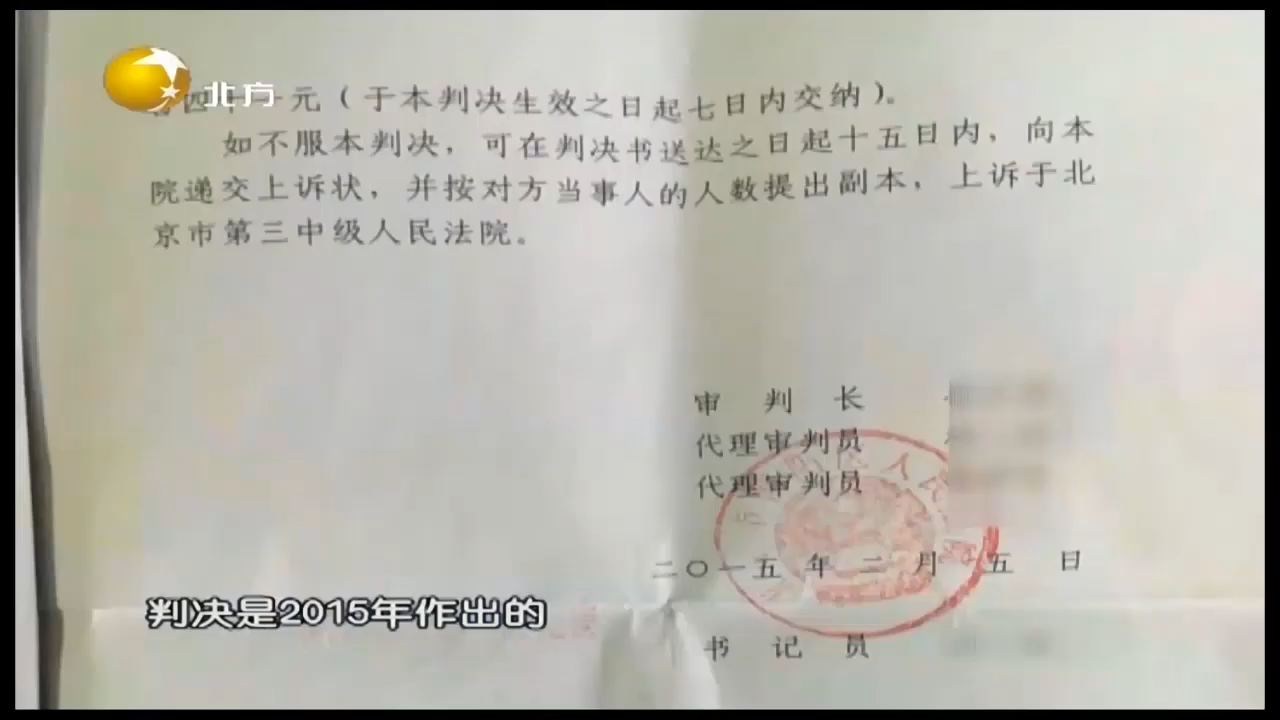 北方
四十一元（于本判决生效之日起七日内交纳）。
如不服本判决，可在判决书送达之日起十五日内，向本
院递交上诉状，并按对方当事人的人数提出副本，上诉于北
京市第三中级人民法院。
审判长
代理审判员
代理审判员
二〇一五年二月五日
判决是2015年作出的
书记员